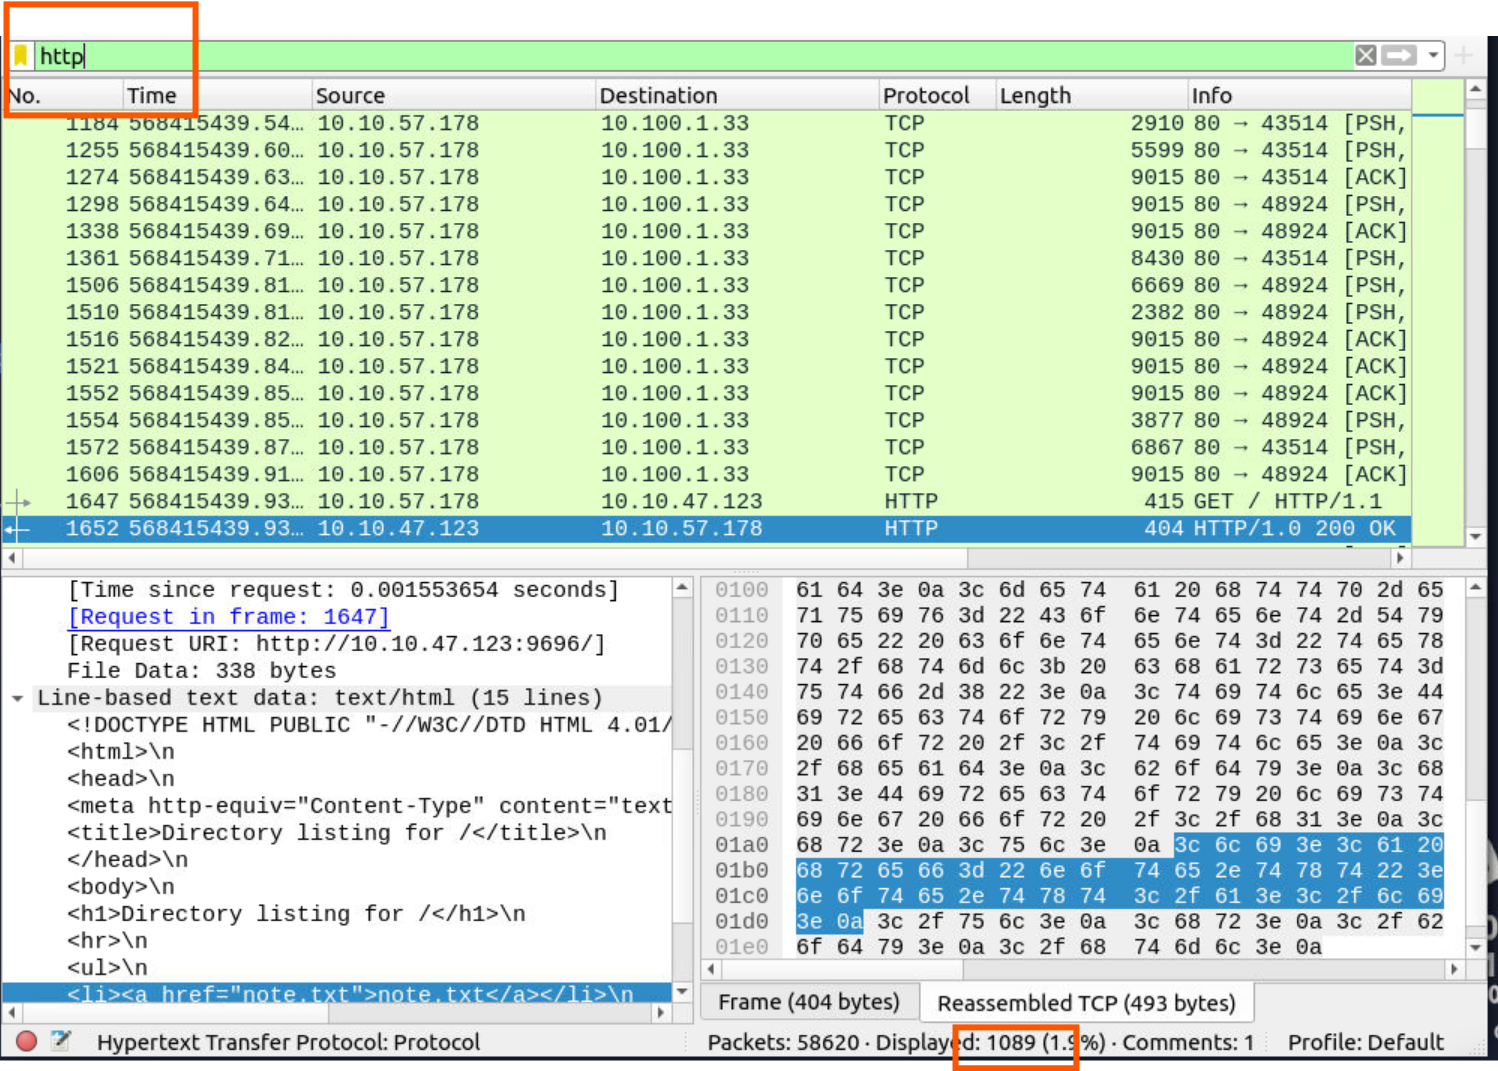 http
No. Time Source Destination Protocol Length Info
1184 568415439.54… 10.10.57.178 10.100.1.33 TCP 2910 80 → 43514 [PSH,
1255 568415439.60… 10.10.57.178 10.100.1.33 TCP 5599 80 → 43514 [PSH,
1274 568415439.63… 10.10.57.178 10.100.1.33 TCP 9015 80 → 43514 [ACK]
1298 568415439.64… 10.10.57.178 10.100.1.33 TCP 9015 80 → 48924 [PSH,
1338 568415439.69… 10.10.57.178 10.100.1.33 TCP 9015 80 → 48924 [ACK]
1361 568415439.71… 10.10.57.178 10.100.1.33 TCP 8430 80 → 43514 [PSH,
1506 568415439.81… 10.10.57.178 10.100.1.33 TCP 6669 80 → 48924 [PSH,
1510 568415439.81… 10.10.57.178 10.100.1.33 TCP 2382 80 → 48924 [PSH,
1516 568415439.82… 10.10.57.178 10.100.1.33 TCP 9015 80 → 48924 [ACK]
1521 568415439.84… 10.10.57.178 10.100.1.33 TCP 9015 80 → 48924 [ACK]
1552 568415439.85… 10.10.57.178 10.100.1.33 TCP 9015 80 → 48924 [ACK]
1554 568415439.85… 10.10.57.178 10.100.1.33 TCP 3877 80 → 48924 [PSH,
1572 568415439.87… 10.10.57.178 10.100.1.33 TCP 6867 80 → 43514 [PSH,
1606 568415439.91… 10.10.57.178 10.100.1.33 TCP 9015 80 → 48924 [ACK]
1647 568415439.93… 10.10.57.178 10.10.47.123 HTTP 415 GET / HTTP/1.1
1652 568415439.93… 10.10.47.123 10.10.57.178 HTTP 404 HTTP/1.0 200 OK
[Time since request: 0.001553654 seconds]
[Request in frame: 1647]
[Request URI: http://10.10.47.123:9696/]
File Data: 338 bytes
Line-based text data: text/html (15 lines)
<!DOCTYPE HTML PUBLIC "-//W3C//DTD HTML 4.01/
<html>\n
<head>\n
<meta http-equiv="Content-Type" content="text
<title>Directory listing for /</title>\n
</head>\n
<body>\n
<h1>Directory listing for /</h1>\n
<hr>\n
<ul>\n
<li><a href="note.txt">note.txt</a></li>\n
0100 61 64 3e 0a 3c 6d 65 74 61 20 68 74 74 70 2d 65
0110 71 75 69 76 3d 22 43 6f 6e 74 65 6e 74 2d 54 79
0120 70 65 22 20 63 6f 6e 74 65 6e 74 3d 22 74 65 78
0130 74 2f 68 74 6d 6c 3b 20 63 68 61 72 73 65 74 3d
0140 75 74 66 2d 38 22 3e 0a 3c 74 69 74 6c 65 3e 44
0150 69 72 65 63 74 6f 72 79 20 6c 69 73 74 69 6e 67
0160 20 66 6f 72 20 2f 3c 2f 74 69 74 6c 65 3e 0a 3c
0170 2f 68 65 61 64 3e 0a 3c 62 6f 64 79 3e 0a 3c 68
0180 31 3e 44 69 72 65 63 74 6f 72 79 20 6c 69 73 74
0190 69 6e 67 20 66 6f 72 20 2f 3c 2f 68 31 3e 0a 3c
01a0 68 72 3e 0a 3c 75 6c 3e 0a 3c 6c 69 3e 3c 61 20
01b0 68 72 65 66 3d 22 6e 6f 74 65 2e 74 78 74 22 3e
01c0 6e 6f 74 65 2e 74 78 74 3c 2f 61 3e 3c 2f 6c 69
01d0 3e 0a 3c 2f 75 6c 3e 0a 3c 68 72 3e 0a 3c 2f 62
01e0 6f 64 79 3e 0a 3c 2f 68 74 6d 6c 3e 0a
Frame (404 bytes) Reassembled TCP (493 bytes)
Hypertext Transfer Protocol: Protocol Packets: 58620 · Displayed: 1089 (1.9%) · Comments: 1 Profile: Default